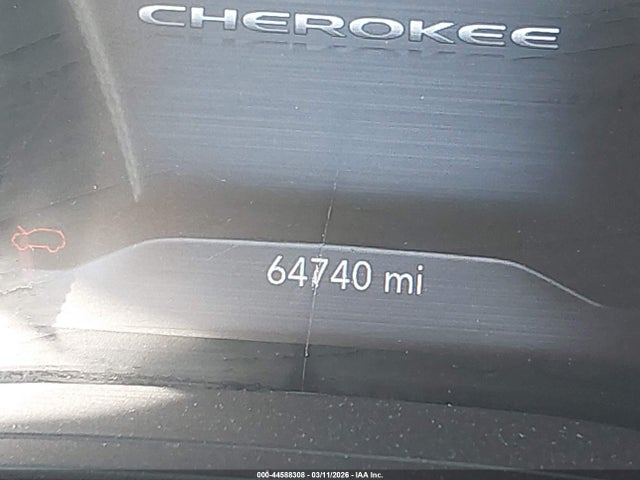 CHEROKEE
64740 mi
000-44588308 - 03/11/2026 - IAA Inc.